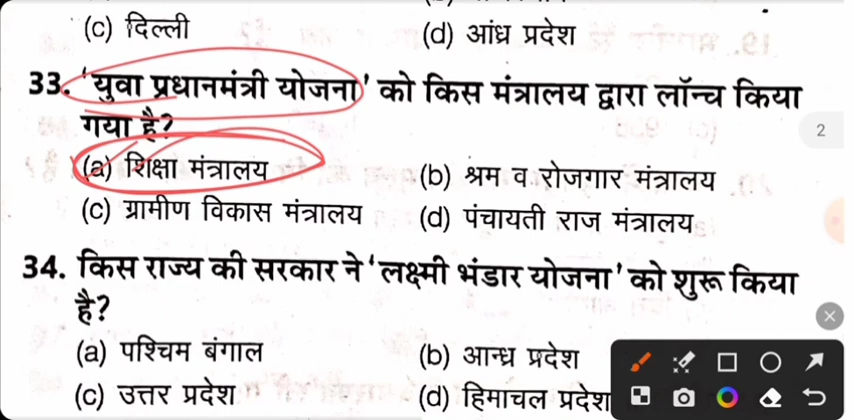 (c) दिल्ली (d) आंध्र प्रदेश
33. 'युवा प्रधानमंत्री योजना' को किस मंत्रालय द्वारा लॉन्च किया
गया है?
(a) शिक्षा मंत्रालय (b) श्रम व रोजगार मंत्रालय
(c) ग्रामीण विकास मंत्रालय (d) पंचायती राज मंत्रालय
34. किस राज्य की सरकार ने 'लक्ष्मी भंडार योजना' को शुरू किया
है?
(a) पश्चिम बंगाल (b) आन्ध्र प्रदेश
(c) उत्तर प्रदेश (d) हिमाचल प्रदेश
2